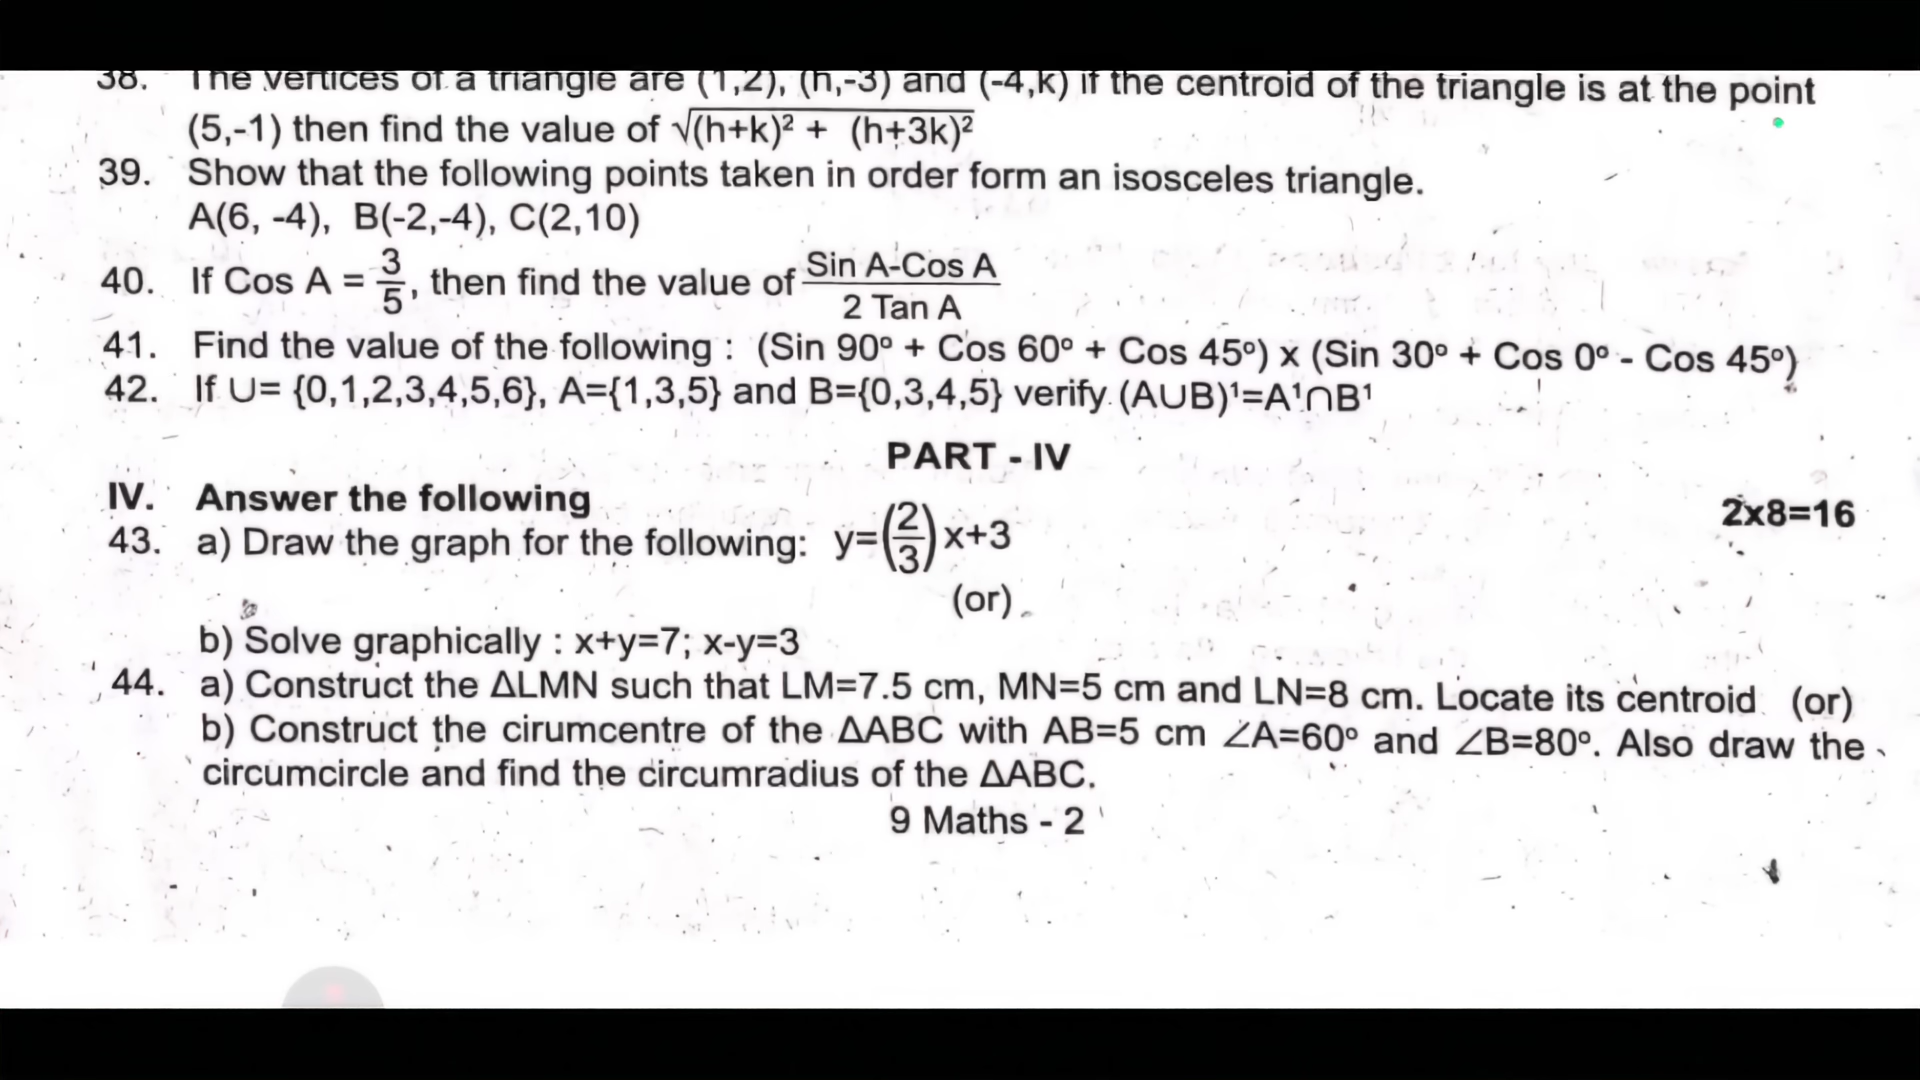 38. The vertices of a triangle are (1,2), (h,-3) and (-4,k) if the centroid of the triangle is at the point
(5,-1) then find the value of √(h+k)² + (h+3k)²
39. Show that the following points taken in order form an isosceles triangle.
A(6, -4), B(-2,-4), C(2,10)
40. If Cos A = 3/5, then find the value of Sin A-Cos A / 2 Tan A
41. Find the value of the following : (Sin 90º + Cos 60º + Cos 45º) x (Sin 30º + Cos 0º - Cos 45º)
42. If U= {0,1,2,3,4,5,6}, A={1,3,5} and B={0,3,4,5} verify (A∪B)¹=A¹∩B¹
PART - IV
IV. Answer the following 2x8=16
43. a) Draw the graph for the following: y=(2/3)x+3
(or)
b) Solve graphically : x+y=7; x-y=3
44. a) Construct the ΔLMN such that LM=7.5 cm, MN=5 cm and LN=8 cm. Locate its centroid (or)
b) Construct the cirumcentre of the ΔABC with AB=5 cm ∠A=60º and ∠B=80º. Also draw the
circumcircle and find the circumradius of the ΔABC.
9 Maths - 2